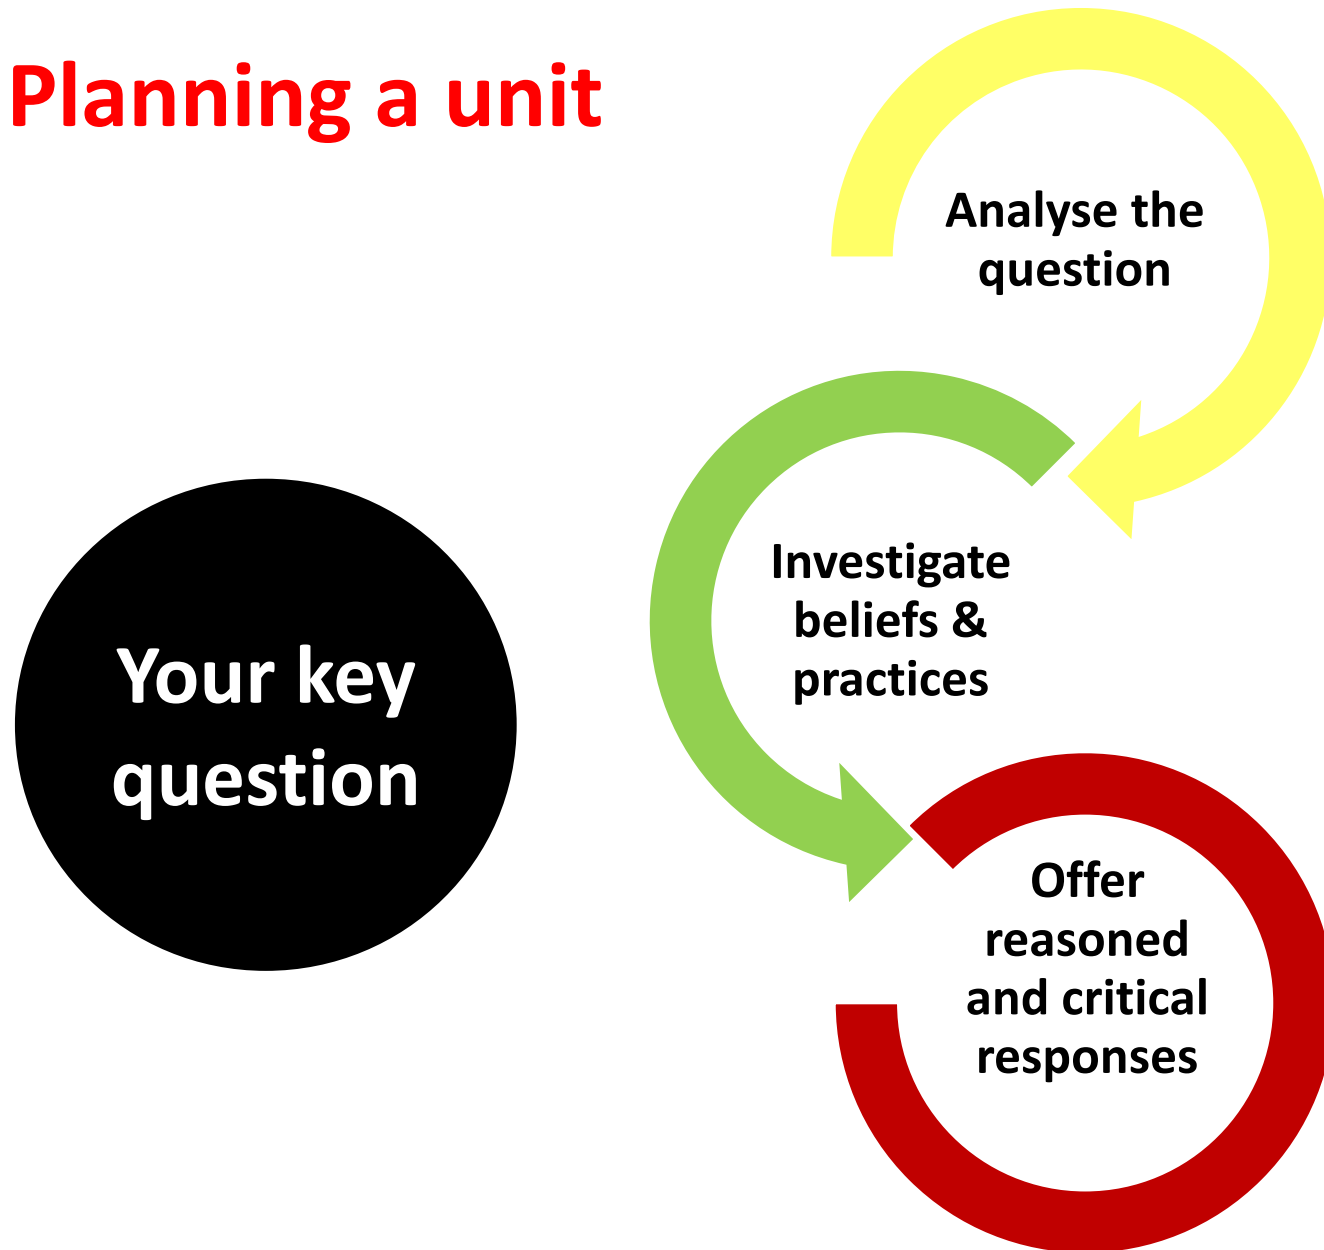 Planning a unit
Analyse the
question
Investigate
beliefs &
practices
Your key
question
Offer
reasoned
and critical
responses